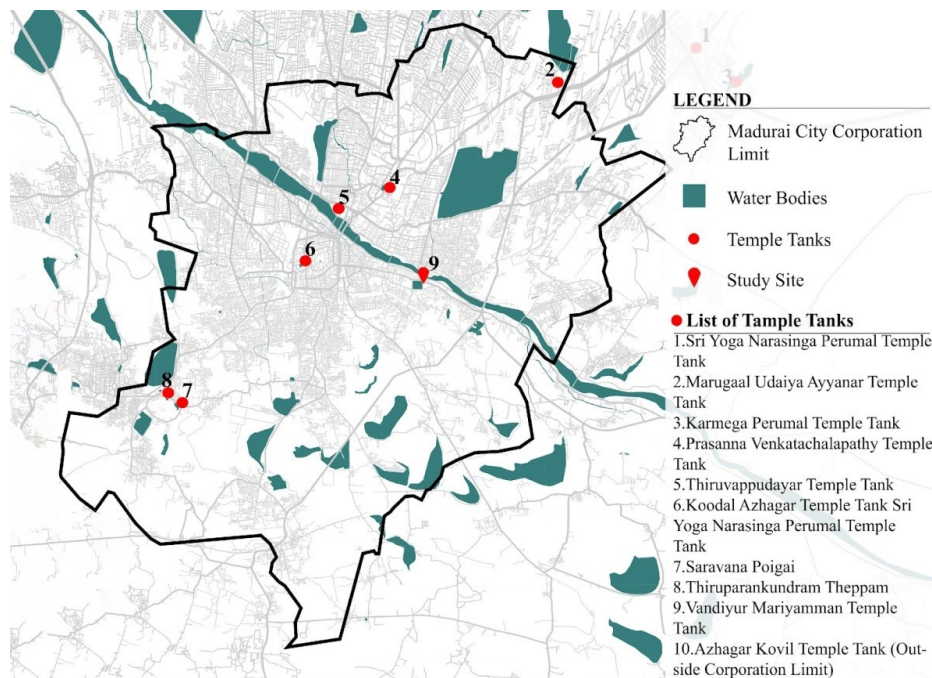 1
2
3
LEGEND
Madurai City Corporation
Limit
Water Bodies
Temple Tanks
Study Site
4
5
6
9
8
7
List of Tample Tanks
1.Sri Yoga Narasinga Perumal Temple
Tank
2.Marugaal Udaiya Ayyanar Temple
Tank
3.Karmega Perumal Temple Tank
4.Prasanna Venkatachalapathy Temple
Tank
5.Thiruvappudayar Temple Tank
6.Koodal Azhagar Temple Tank Sri
Yoga Narasinga Perumal Temple
Tank
7.Saravana Poigai
8.Thiruparankundram Theppam
9.Vandiyur Mariyamman Temple
Tank
10.Azhagar Kovil Temple Tank (Out-
side Corporation Limit)